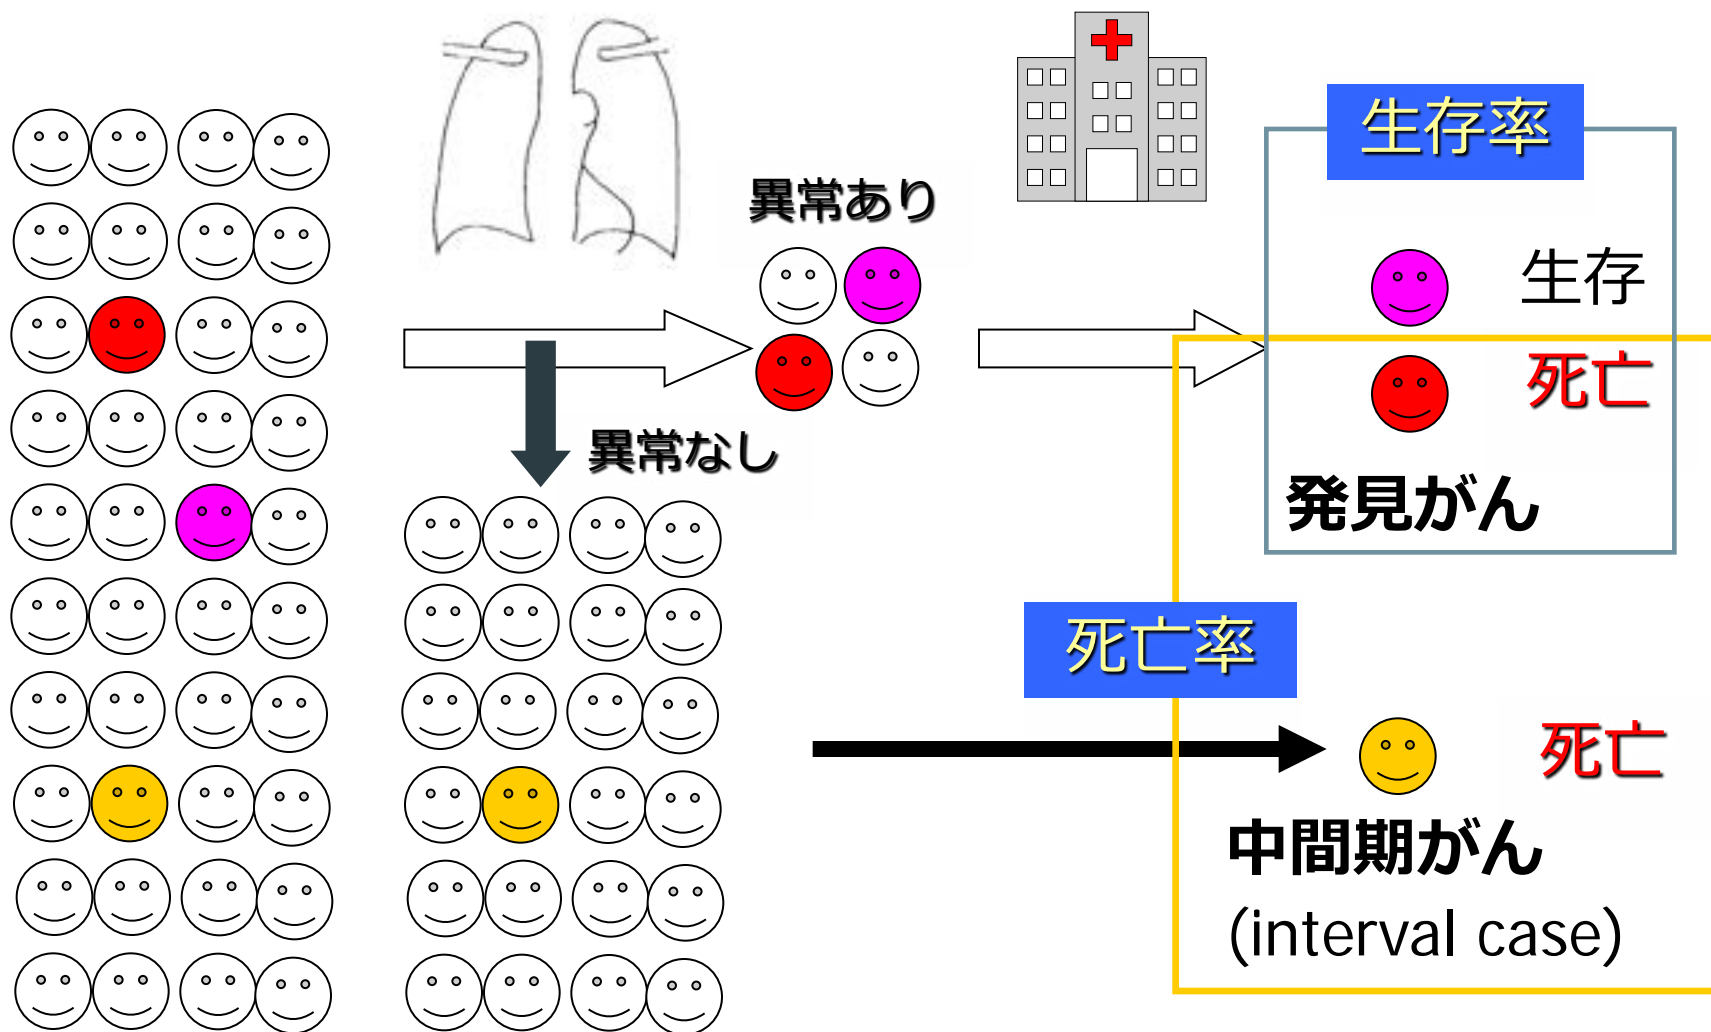 生存率
異常あり
生存
死亡
異常なし
発見がん
死亡率
死亡
中間期がん
(interval case)